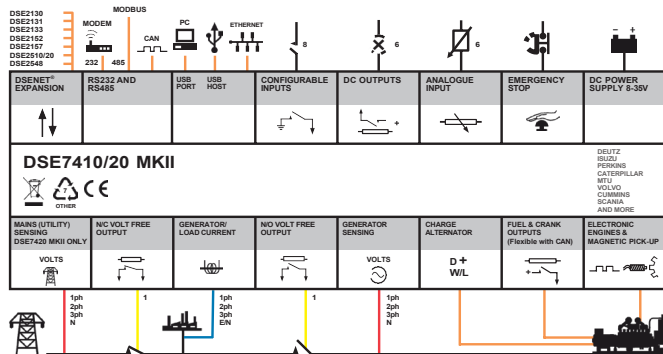 DSE2130
DSE2131
DSE2133
DSE2152
DSE2157
DSE2510/20
DSE2548
MODEM
232
MODBUS
485
CAN
PC
ETHERNET
8
6
6
- +
DSENET®
EXPANSION
RS232 AND
RS485
USB
PORT
USB
HOST
CONFIGURABLE
INPUTS
DC OUTPUTS
+
ANALOGUE
INPUT
EMERGENCY
STOP
DC POWER
SUPPLY 8-35V
DSE7410/20 MKII
7
OTHER
CE
DEUTZ
ISUZU
PERKINS
CATERPILLAR
MTU
VOLVO
CUMMINS
SCANIA
AND MORE
MAINS (UTILITY)
SENSING
DSE7420 MKII ONLY
VOLTS
N/C VOLT FREE
OUTPUT
GENERATOR/
LOAD CURRENT
N/O VOLT FREE
OUTPUT
GENERATOR
SENSING
VOLTS
CHARGE
ALTERNATOR
D+
W/L
FUEL & CRANK
OUTPUTS
(Flexible with CAN)
+
ELECTRONIC
ENGINES &
MAGNETIC PICK-UP
1ph
2ph
3ph
N
1
1ph
2ph
3ph
E/N
1
1ph
2ph
3ph
N